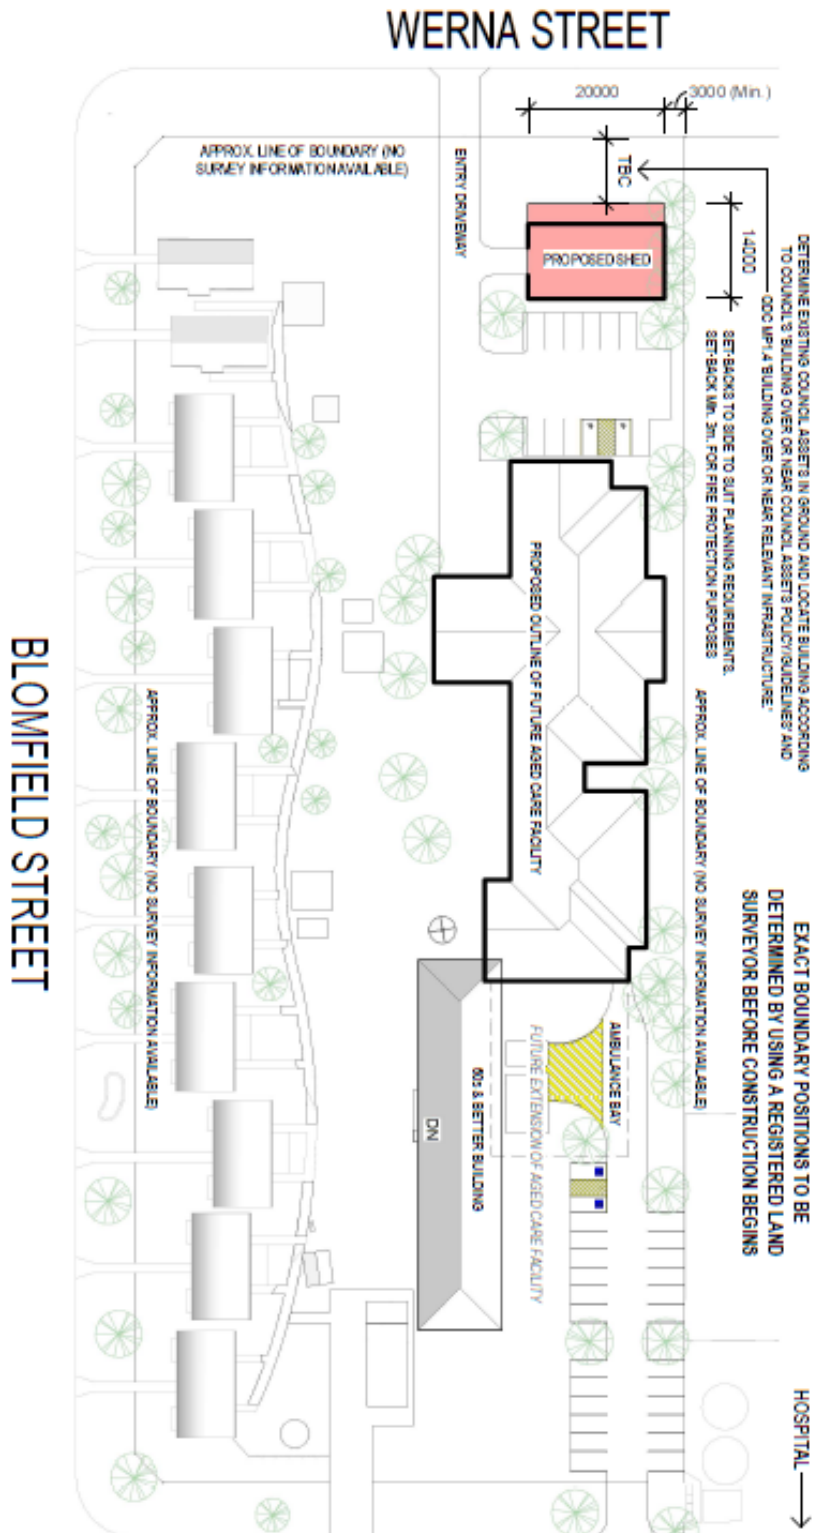 WERNA STREET
20000
3000 (Min.)
APPROX. LINE OF BOUNDARY (NO
SURVEY INFORMATION AVAILABLE)
ENTRY DRIVEWAY
TBC
14000
PROPOSED SHED
DETERMINE EXISTING COUNCIL ASSETS IN GROUND AND LOCATE BUILDING ACCORDING
TO COUNCIL'S 'BUILDING OVER OR NEAR COUNCIL ASSETS POLICY/GUIDELINES' AND
QDC MP1.4 'BUILDING OVER OR NEAR RELEVANT INFRASTRUCTURE.'
SET-BACKS TO SIDE TO SUIT PLANNING REQUIREMENTS.
SET-BACK Min. 3m. FOR FIRE PROTECTION PURPOSES
PROPOSED OUTLINE OF FUTURE AGED CARE FACILITY
BLOMFIELD STREET
APPROX. LINE OF BOUNDARY (NO SURVEY INFORMATION AVAILABLE)
APPROX. LINE OF BOUNDARY (NO SURVEY INFORMATION AVAILABLE)
EXACT BOUNDARY POSITIONS TO BE
DETERMINED BY USING A REGISTERED LAND
SURVEYOR BEFORE CONSTRUCTION BEGINS
AMBULANCE BAY
FUTURE EXTENSION OF AGED CARE FACILITY
60s & BETTER BUILDING
DN
HOSPITAL